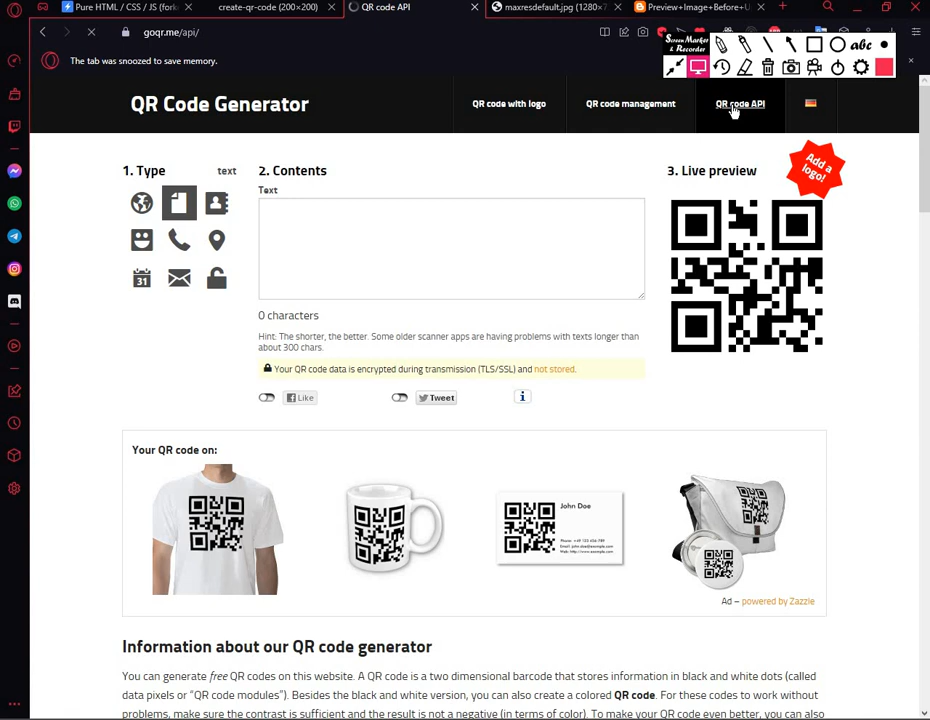 Pure HTML / CSS / JS (fork
create-qr-code (200×200)
QR code API
maxresdefault.jpg (1280×7
Preview+Image+Before+U
goqr.me/api/
Screen Marker
& Recorder
abc
The tab was snoozed to save memory.
QR Code Generator
QR code with logo
QR code management
QR code API
1. Type
text
2. Contents
3. Live preview
Add a
logo!
Text
31
0 characters
Hint: The shorter, the better. Some older scanner apps are having problems with texts longer than
about 300 chars.
Your QR code data is encrypted during transmission (TLS/SSL) and not stored.
Like
Tweet
i
Your QR code on:
John Doe
Ad – powered by Zazzle
Information about our QR code generator
You can generate free QR codes on this website. A QR code is a two dimensional barcode that stores information in black and white dots (called
data pixels or “QR code modules”). Besides the black and white version, you can also create a colored QR code. For these codes to work without
problems, make sure the contrast is sufficient and the result is not a negative (in terms of color). To make your QR code even better, you can also